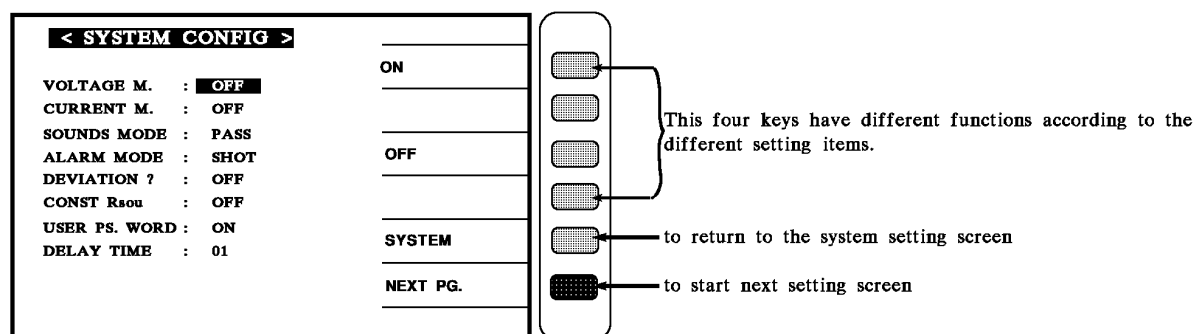 < SYSTEM CONFIG >
VOLTAGE M. : OFF
CURRENT M. : OFF
SOUNDS MODE : PASS
ALARM MODE : SHOT
DEVIATION ? : OFF
CONST Rsou : OFF
USER PS. WORD : ON
DELAY TIME : 01
ON
OFF
SYSTEM
NEXT PG.
This four keys have different functions according to the
different setting items.
to return to the system setting screen
to start next setting screen